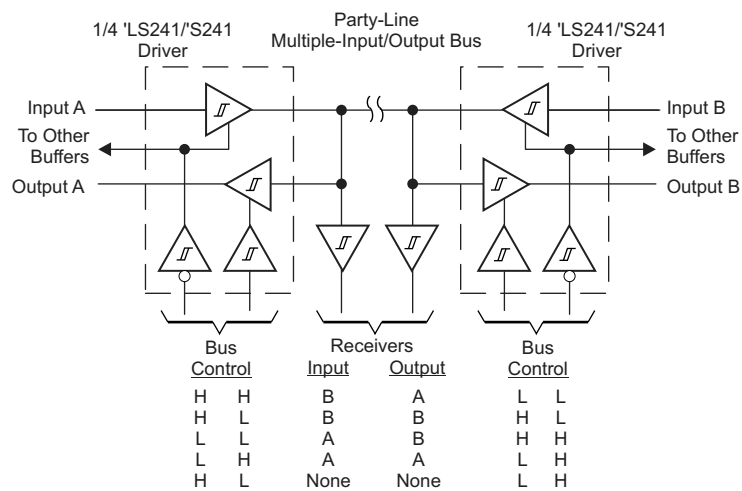 1/4 'LS241/'S241
Driver
Party-Line
Multiple-Input/Output Bus
1/4 'LS241/'S241
Driver
Input A
Input B
To Other
Buffers
To Other
Buffers
Output A
Output B
Bus
Control
Receivers
Input Output
Bus
Control
H H B A L L
H L B B H L
L L A B H H
L H A A L H
H L None None L H